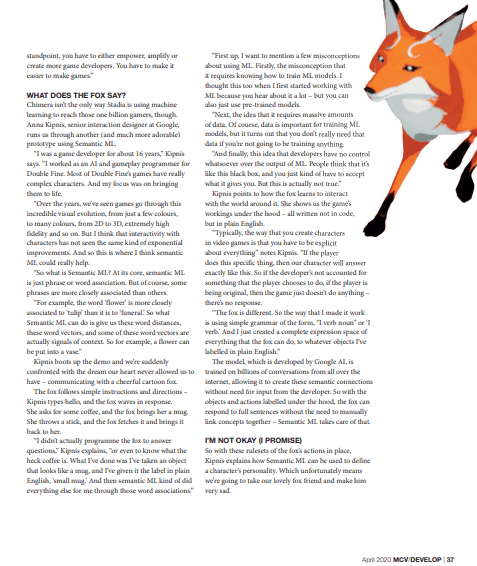 standpoint, you have to either empower, amplify or
create more game developers. You have to make it
easier to make games."
WHAT DOES THE FOX SAY?
Chimera isn't the only way Stadia is using machine
learning to reach those one billion gamers, though.
Anna Kipnis, senior interaction designer at Google,
runs us through another (and much more adorable)
prototype using Semantic ML.
"I was a game developer for about 16 years," Kipnis
says. "I worked as an AI and gameplay programmer for
Double Fine. Most of Double Fine's games have really
complex characters. And my focus was on bringing
them to life.
"Over the years, we've seen games go through this
incredible visual evolution, from just a few colours,
to many colours, from 2D to 3D, extremely high
fidelity and so on. But I think that interactivity with
characters has not seen the same kind of exponential
improvements. And so this is where I think semantic
ML could really help.
"So what is Semantic ML? At its core, semantic ML
is just phrase or word association. But of course, some
phrases are more closely associated than others.
"For example, the word 'flower' is more closely
associated to 'tulip' than it is to 'funeral.' So what
Semantic ML can do is give us these word distances,
these word vectors, and some of these word vectors are
actually signals of context. So for example, a flower can
be put into a vase."
Kipnis boots up the demo and we're suddenly
confronted with the dream our heart never allowed us to
have – communicating with a cheerful cartoon fox.
The fox follows simple instructions and directions –
Kipnis types hello, and the fox waves in response.
She asks for some coffee, and the fox brings her a mug.
She throws a stick, and the fox fetches it and brings it
back to her.
"I didn't actually programme the fox to answer
questions," Kipnis explains, "or even to know what the
heck coffee is. What I've done was I've taken an object
that looks like a mug, and I've given it the label in plain
English, 'small mug.' And then semantic ML kind of did
everything else for me through those word associations."
"First up, I want to mention a few misconceptions
about using ML. Firstly, the misconception that
it requires knowing how to train ML models. I
thought this too when I first started working with
ML because you hear about it a lot – but you can
also just use pre-trained models.
"Next, the idea that it requires massive amounts
of data. Of course, data is important for training ML
models, but it turns out that you don't really need that
data if you're not going to be training anything.
"And finally, this idea that developers have no control
whatsoever over the output of ML. People think that it's
like this black box, and you just kind of have to accept
what it gives you. But this is actually not true."
Kipnis points to how the fox learns to interact
with the world around it. She shows us the game's
workings under the hood – all written not in code,
but in plain English.
"Typically, the way that you create characters
in video games is that you have to be explicit
about everything" notes Kipnis. "If the player
does this specific thing, then our character will answer
exactly like this. So if the developer's not accounted for
something that the player chooses to do, if the player is
being original, then the game just doesn't do anything –
there's no response.
"The fox is different. So the way that I made it work
is using simple grammar of the form, "I verb noun" or 'I
verb.' And I just created a complete expression space of
everything that the fox can do, to whatever objects I've
labelled in plain English."
The model, which is developed by Google AI, is
trained on billions of conversations from all over the
internet, allowing it to create these semantic connections
without need for input from the developer. So with the
objects and actions labelled under the hood, the fox can
respond to full sentences without the need to manually
link concepts together – Semantic ML takes care of that.
I'M NOT OKAY (I PROMISE)
So with these rulesets of the fox's actions in place,
Kipnis explains how Semantic ML can be used to define
a character's personality. Which unfortunately means
we're going to take our lovely fox friend and make him
very sad.
April 2020 MCV/DEVELOP | 37